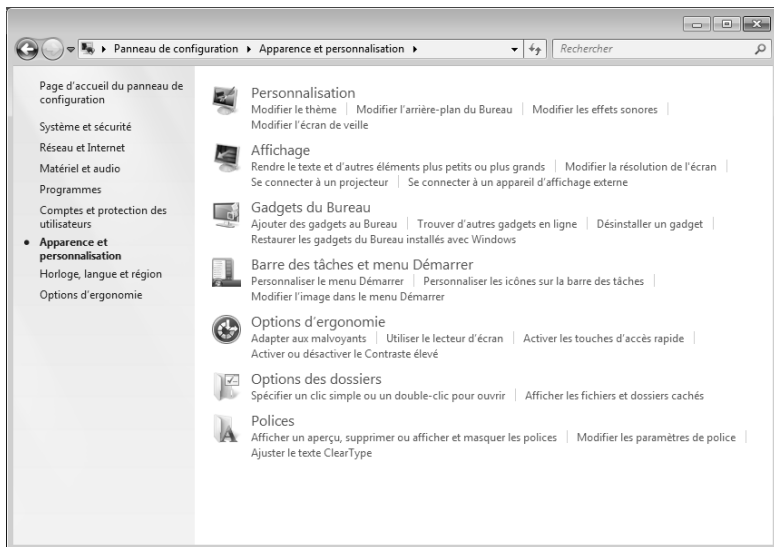 Panneau de configuration ▸ Apparence et personnalisation ▸
Rechercher
Page d'accueil du panneau de
configuration
Système et sécurité
Réseau et Internet
Matériel et audio
Programmes
Comptes et protection des
utilisateurs
Apparence et
personnalisation
Horloge, langue et région
Options d'ergonomie
Personnalisation
Modifier le thème | Modifier l'arrière-plan du Bureau | Modifier les effets sonores |
Modifier l'écran de veille
Affichage
Rendre le texte et d'autres éléments plus petits ou plus grands | Modifier la résolution de l'écran |
Se connecter à un projecteur | Se connecter à un appareil d'affichage externe
Gadgets du Bureau
Ajouter des gadgets au Bureau | Trouver d'autres gadgets en ligne | Désinstaller un gadget |
Restaurer les gadgets du Bureau installés avec Windows
Barre des tâches et menu Démarrer
Personnaliser le menu Démarrer | Personnaliser les icônes sur la barre des tâches |
Modifier l'image dans le menu Démarrer
Options d'ergonomie
Adapter aux malvoyants | Utiliser le lecteur d'écran | Activer les touches d'accès rapide |
Activer ou désactiver le Contraste élevé
Options des dossiers
Spécifier un clic simple ou un double-clic pour ouvrir | Afficher les fichiers et dossiers cachés
Polices
Afficher un aperçu, supprimer ou afficher et masquer les polices | Modifier les paramètres de police |
Ajuster le texte ClearType